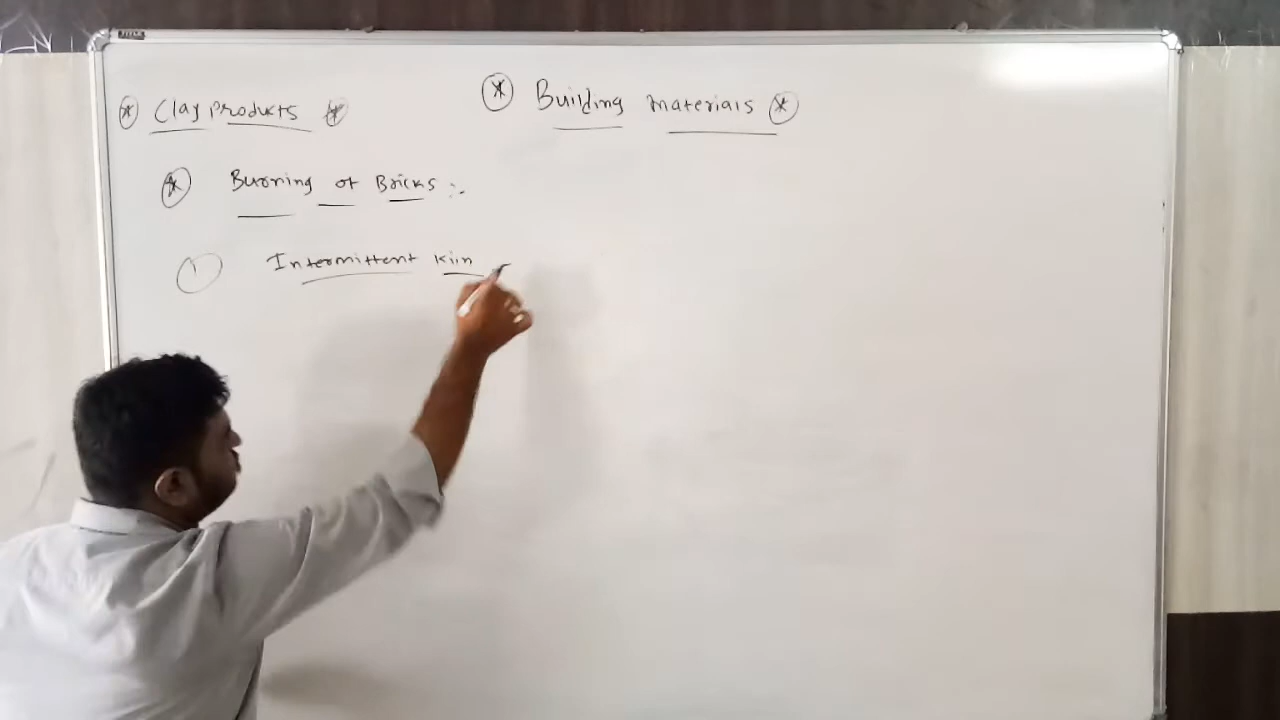 * Building Materials *
* Clay Products *
* Burning of Bricks :-
1 Intermittent Kiln